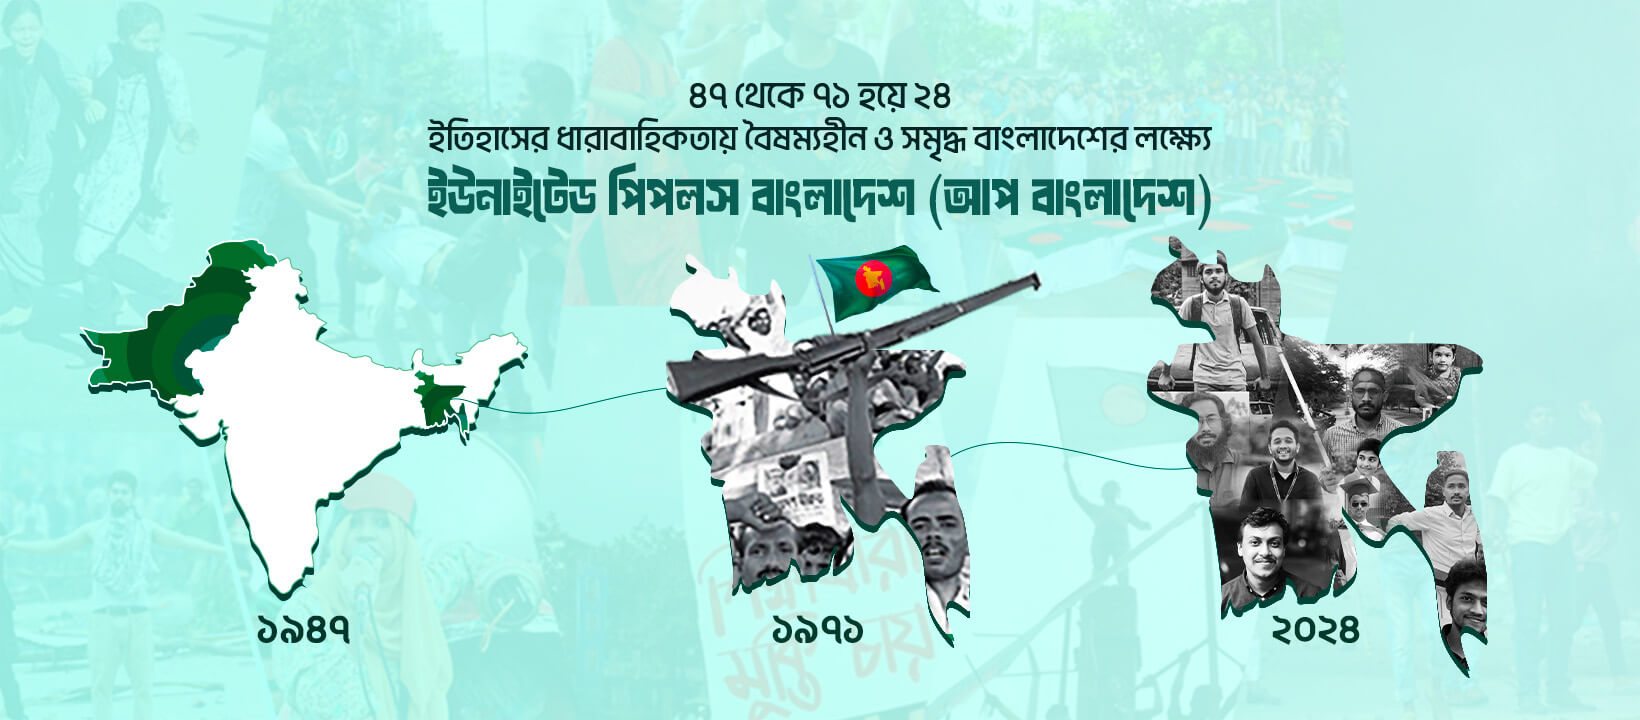 ৪৭ থেকে ৭১ হয়ে ২৪
ইতিহাসের ধারাবাহিকতায় বৈষম্যহীন ও সমৃদ্ধ বাংলাদেশের লক্ষ্যে
ইউনাইটেড পিপলস বাংলাদেশ (আপ বাংলাদেশ)
১৯৪৭
১৯৭১
২০২৪
মুক্তি চায়